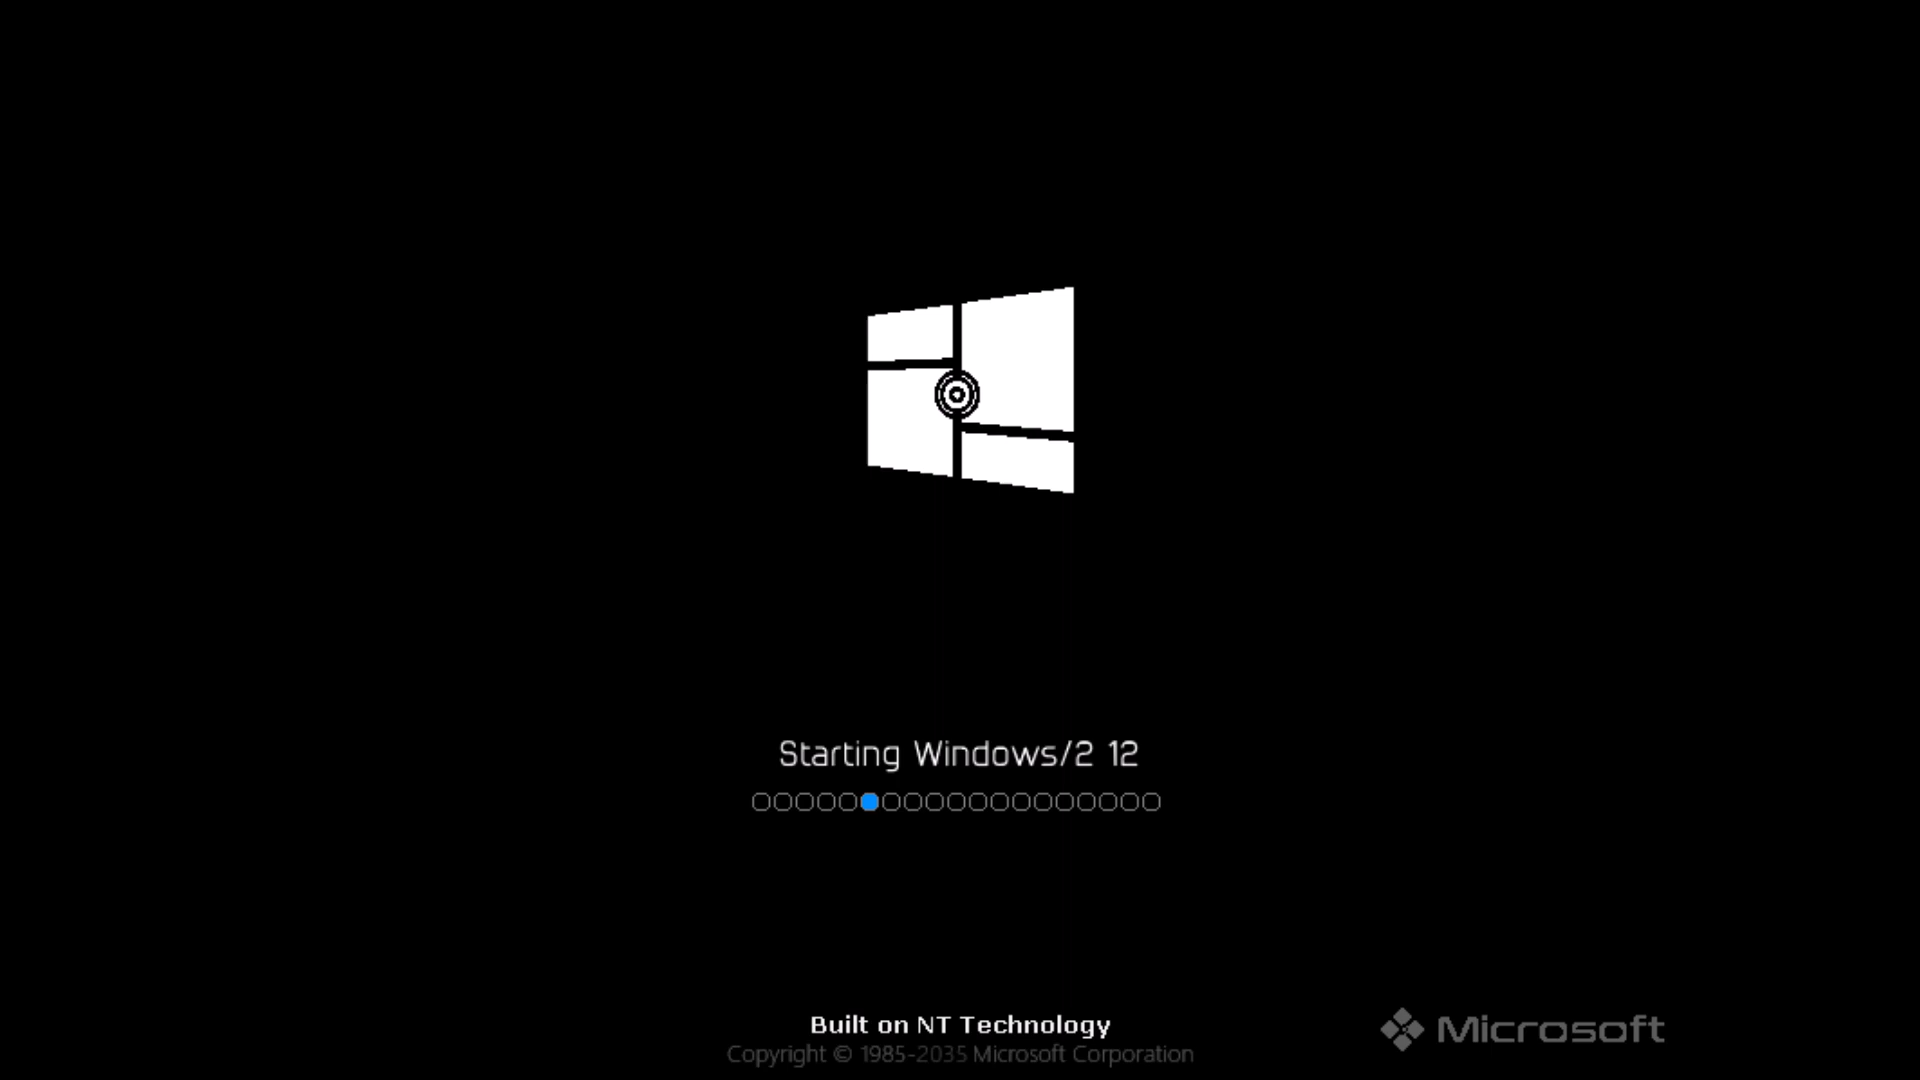 Starting Windows/2 12
Built on NT Technology
Copyright © 1985-2035 Microsoft Corporation
Microsoft